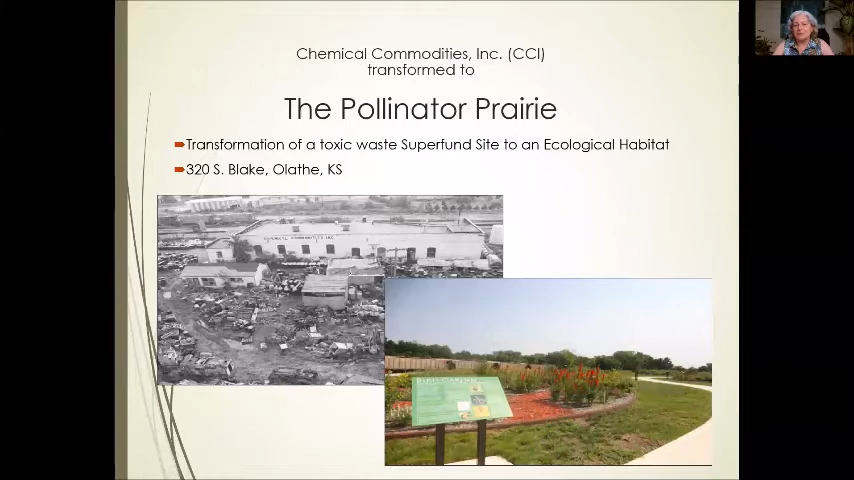 Chemical Commodities, Inc. (CCI)
transformed to
The Pollinator Prairie
Transformation of a toxic waste Superfund Site to an Ecological Habitat
320 S. Blake, Olathe, KS